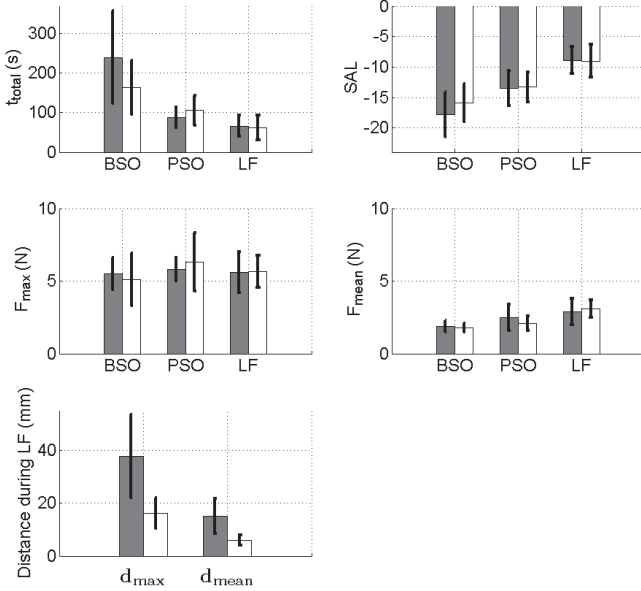 t_total (s)
300
200
100
0
BSO PSO LF
SAL
0
-5
-10
-15
-20
BSO PSO LF
F_max (N)
10
5
0
BSO PSO LF
F_mean (N)
10
5
0
BSO PSO LF
Distance during LF (mm)
40
20
0
d_max d_mean